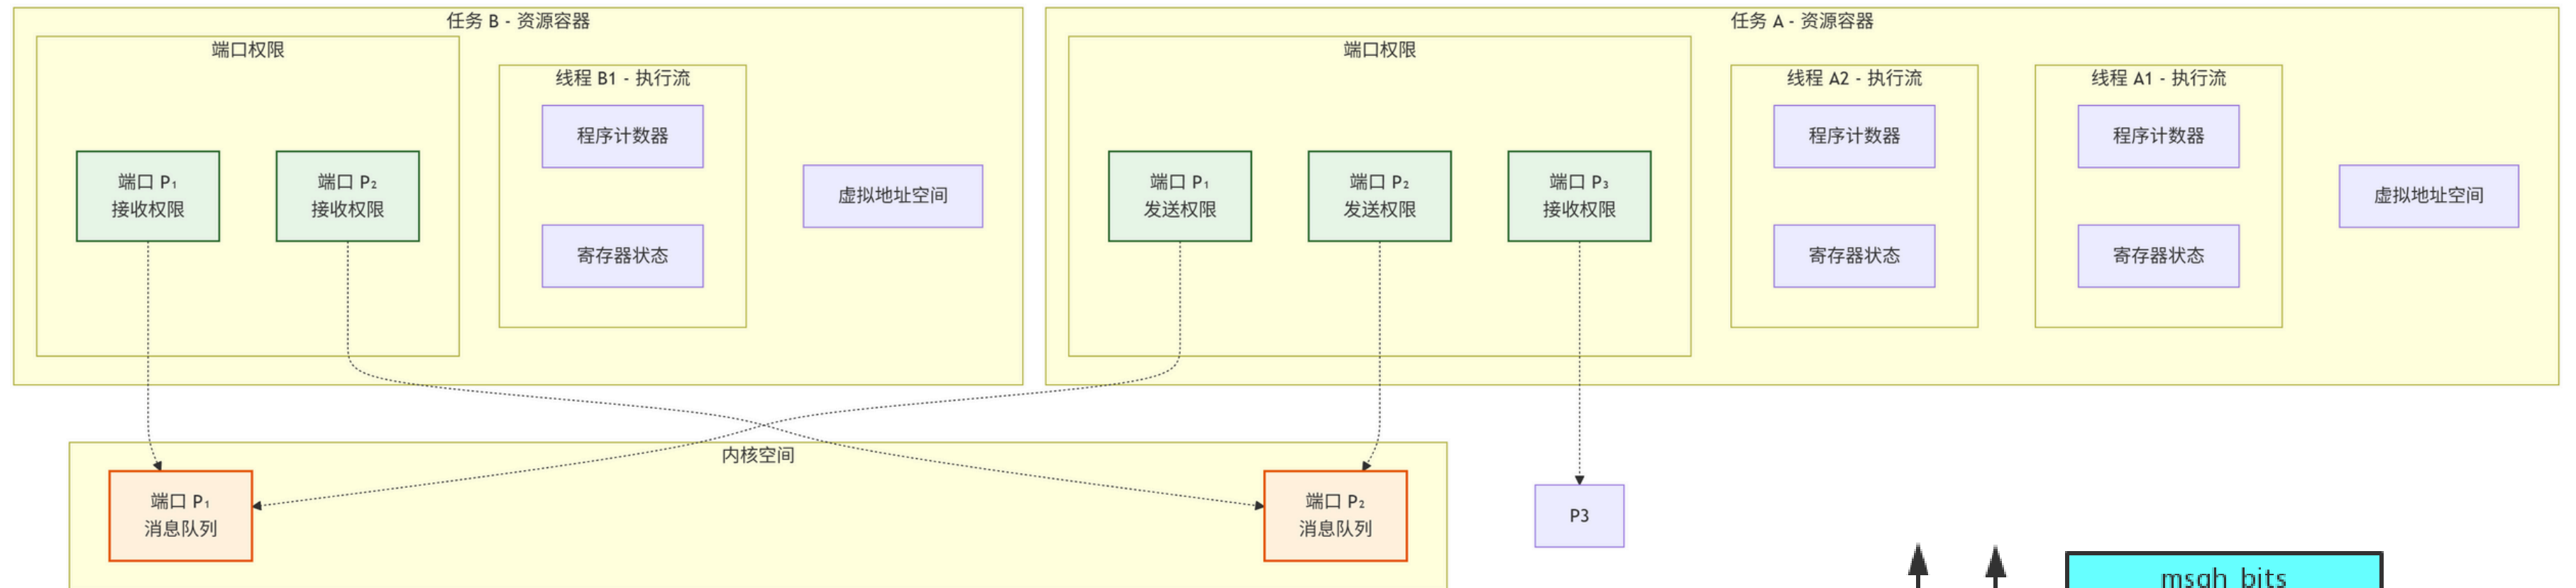 任务 B - 资源容器
端口权限
端口 P₁
接收权限
端口 P₂
接收权限
线程 B1 - 执行流
程序计数器
寄存器状态
虚拟地址空间
任务 A - 资源容器
端口权限
端口 P₁
发送权限
端口 P₂
发送权限
端口 P₃
接收权限
线程 A2 - 执行流
程序计数器
寄存器状态
线程 A1 - 执行流
程序计数器
寄存器状态
虚拟地址空间
内核空间
端口 P₁
消息队列
端口 P₂
消息队列
P3
msgh_bits